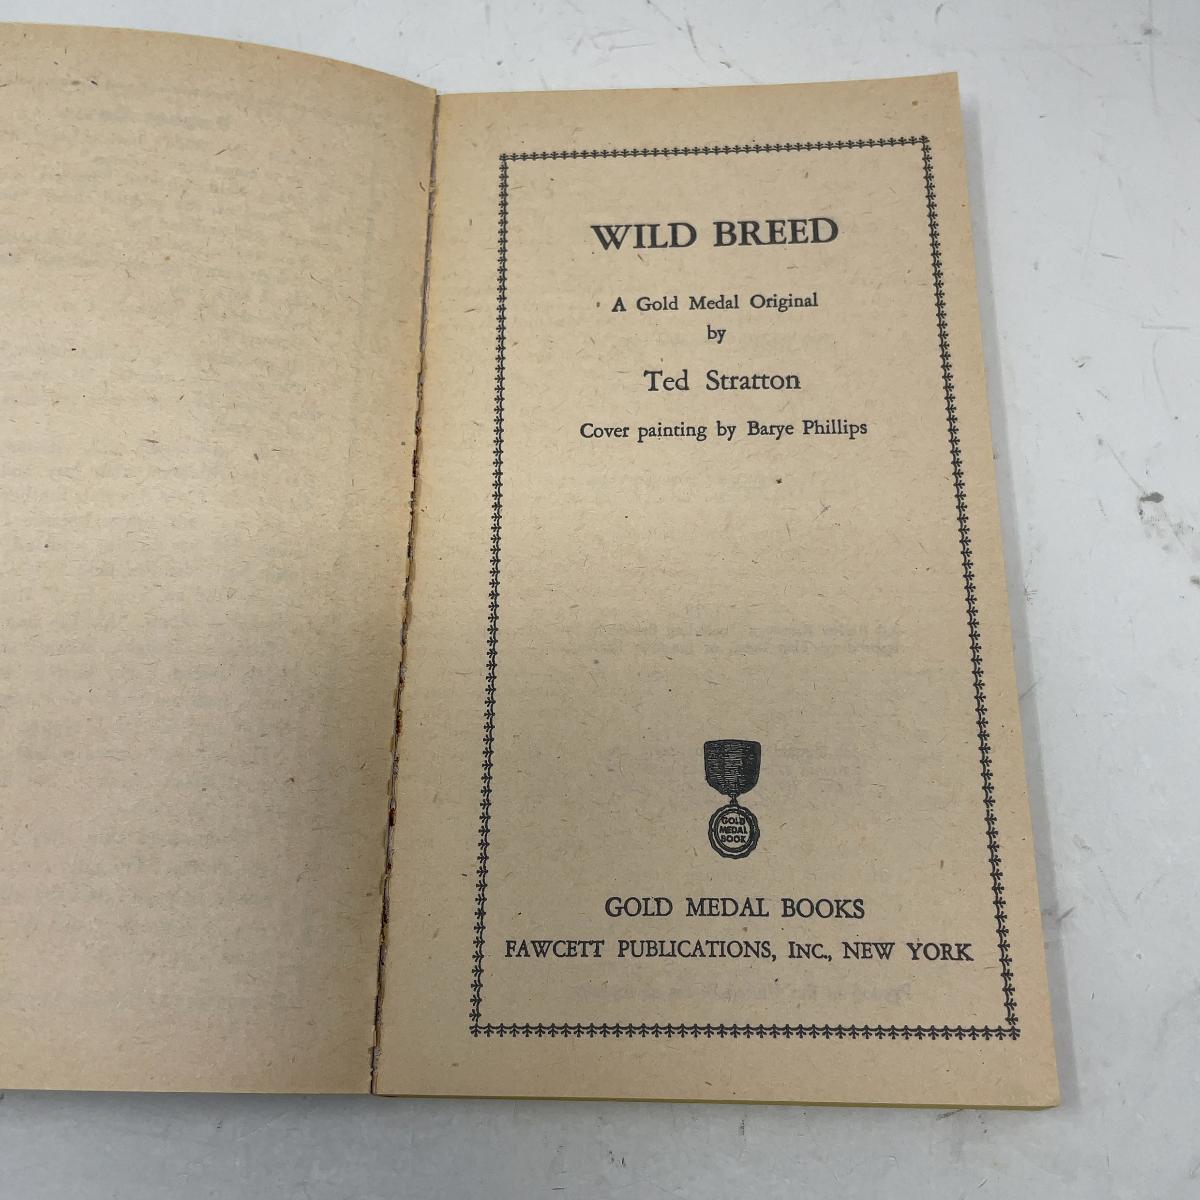 WILD BREED
A Gold Medal Original
by
Ted Stratton
Cover painting by Barye Phillips
GOLD
MEDAL
BOOK
GOLD MEDAL BOOKS
FAWCETT PUBLICATIONS, INC., NEW YORK